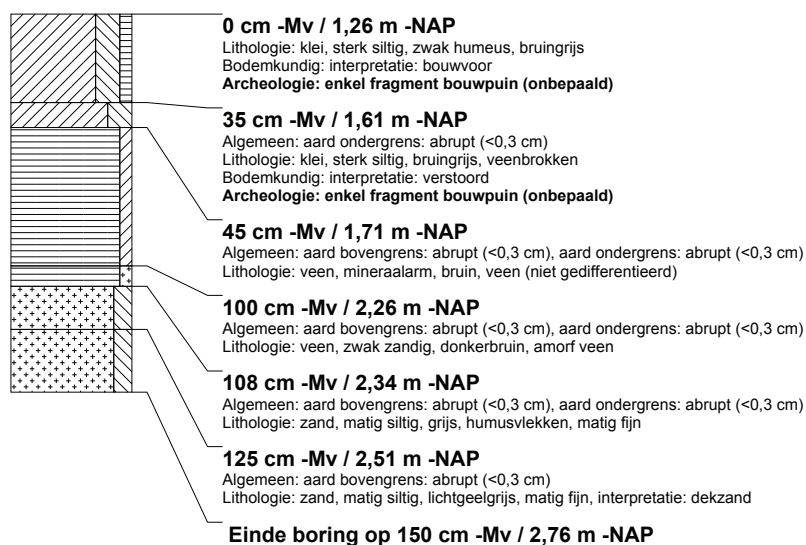 0 cm -Mv / 1,26 m -NAP
Lithologie: klei, sterk siltig, zwak humeus, bruingrijs
Bodemkundig: interpretatie: bouwvoor
Archeologie: enkel fragment bouwpuin (onbepaald)
35 cm -Mv / 1,61 m -NAP
Algemeen: aard ondergrens: abrupt (<0,3 cm)
Lithologie: klei, sterk siltig, bruingrijs, veenbrokken
Bodemkundig: interpretatie: verstoord
Archeologie: enkel fragment bouwpuin (onbepaald)
45 cm -Mv / 1,71 m -NAP
Algemeen: aard bovengrens: abrupt (<0,3 cm), aard ondergrens: abrupt (<0,3 cm)
Lithologie: veen, mineraalarm, bruin, veen (niet gedifferentieerd)
100 cm -Mv / 2,26 m -NAP
Algemeen: aard bovengrens: abrupt (<0,3 cm), aard ondergrens: abrupt (<0,3 cm)
Lithologie: veen, zwak zandig, donkerbruin, amorf veen
108 cm -Mv / 2,34 m -NAP
Algemeen: aard bovengrens: abrupt (<0,3 cm), aard ondergrens: abrupt (<0,3 cm)
Lithologie: zand, matig siltig, grijs, humusvlekken, matig fijn
125 cm -Mv / 2,51 m -NAP
Algemeen: aard bovengrens: abrupt (<0,3 cm)
Lithologie: zand, matig siltig, lichtgeelgrijs, matig fijn, interpretatie: dekzand
Einde boring op 150 cm -Mv / 2,76 m -NAP